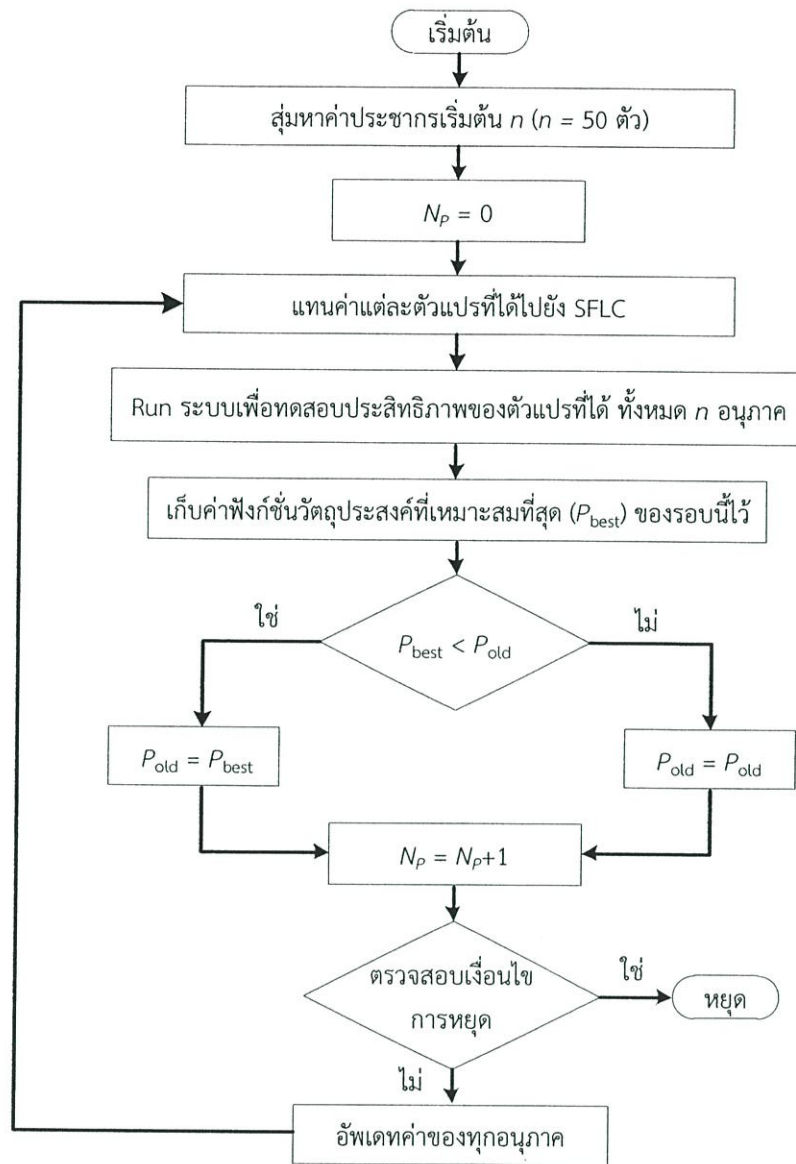 เริ่มต้น
สุ่มหาค่าประชากรเริ่มต้น n (n = 50 ตัว)
N_P = 0
แทนค่าแต่ละตัวแปรที่ได้ไปยัง SFLC
Run ระบบเพื่อทดสอบประสิทธิภาพของตัวแปรที่ได้ ทั้งหมด n อนุภาค
เก็บค่าฟังก์ชั่นวัตถุประสงค์ที่เหมาะสมที่สุด (P_best) ของรอบนี้ไว้
ใช่
ไม่
P_best < P_old
P_old = P_best
P_old = P_old
N_P = N_P+1
ตรวจสอบเงื่อนไข
การหยุด
ใช่
หยุด
ไม่
อัพเดทค่าของทุกอนุภาค